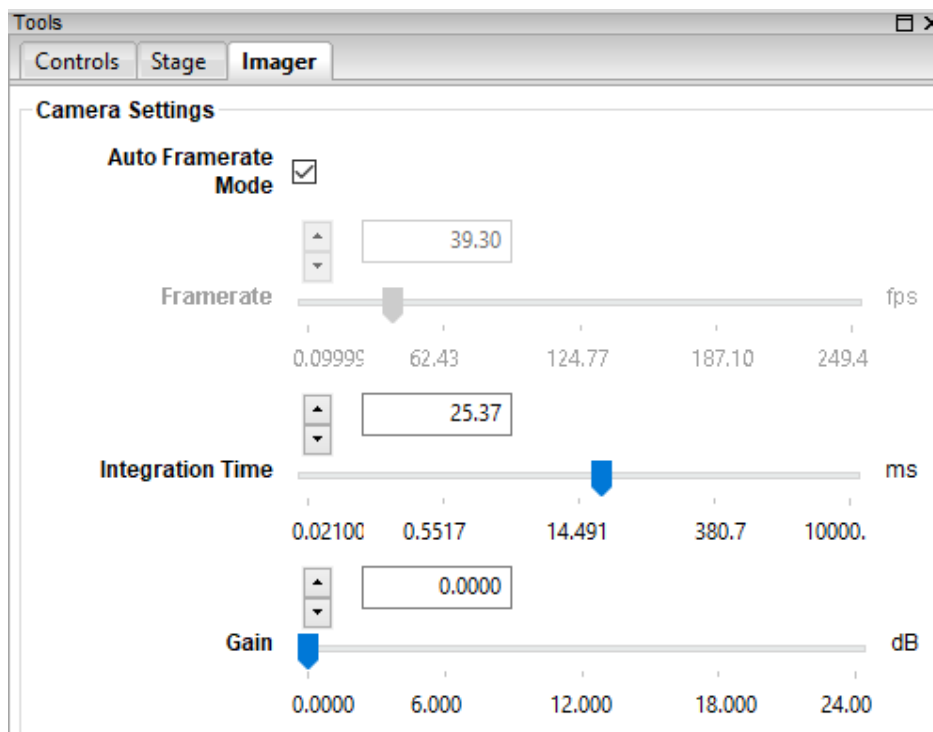 Tools
Controls Stage Imager
Camera Settings
Auto Framerate
Mode
39.30
Framerate fps
0.09999 62.43 124.77 187.10 249.4
25.37
Integration Time ms
0.02100 0.5517 14.491 380.7 10000.
0.0000
Gain dB
0.0000 6.000 12.000 18.000 24.00